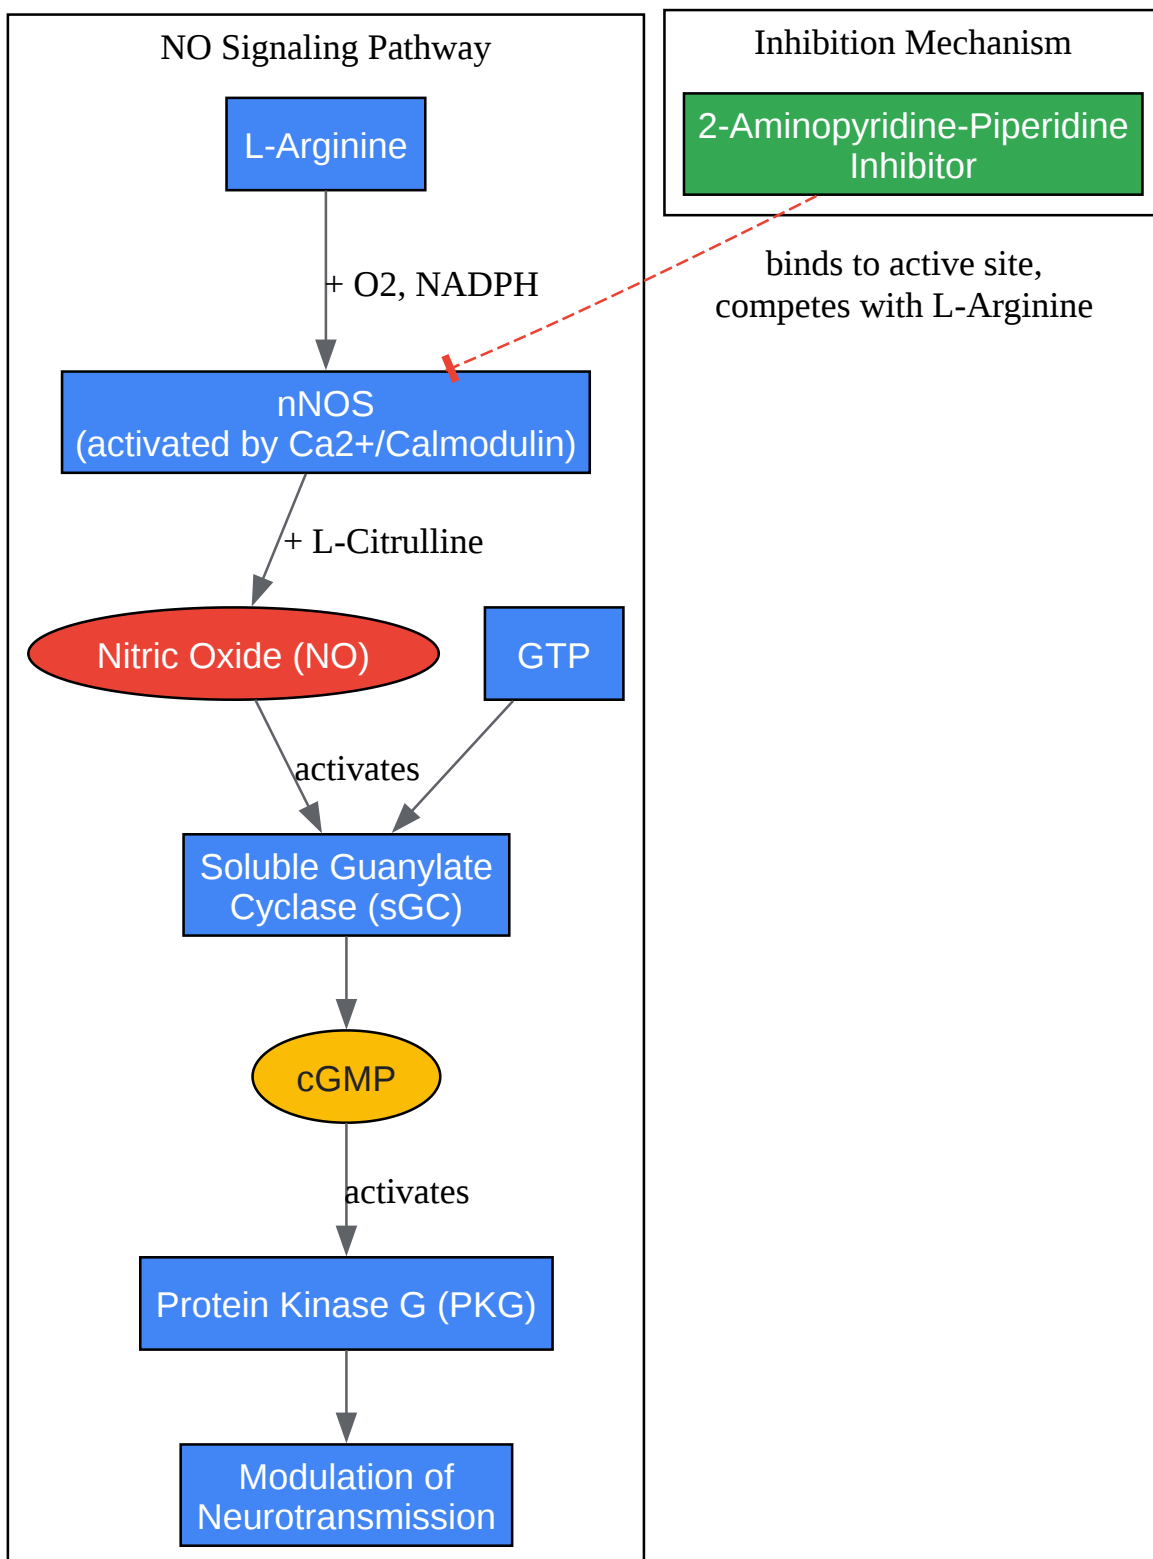 NO Signaling Pathway
L-Arginine
+ O2, NADPH
nNOS
(activated by Ca2+/Calmodulin)
+ L-Citrulline
Nitric Oxide (NO)
GTP
activates
Soluble Guanylate
Cyclase (sGC)
cGMP
activates
Protein Kinase G (PKG)
Modulation of
Neurotransmission
Inhibition Mechanism
2-Aminopyridine-Piperidine
Inhibitor
binds to active site,
competes with L-Arginine